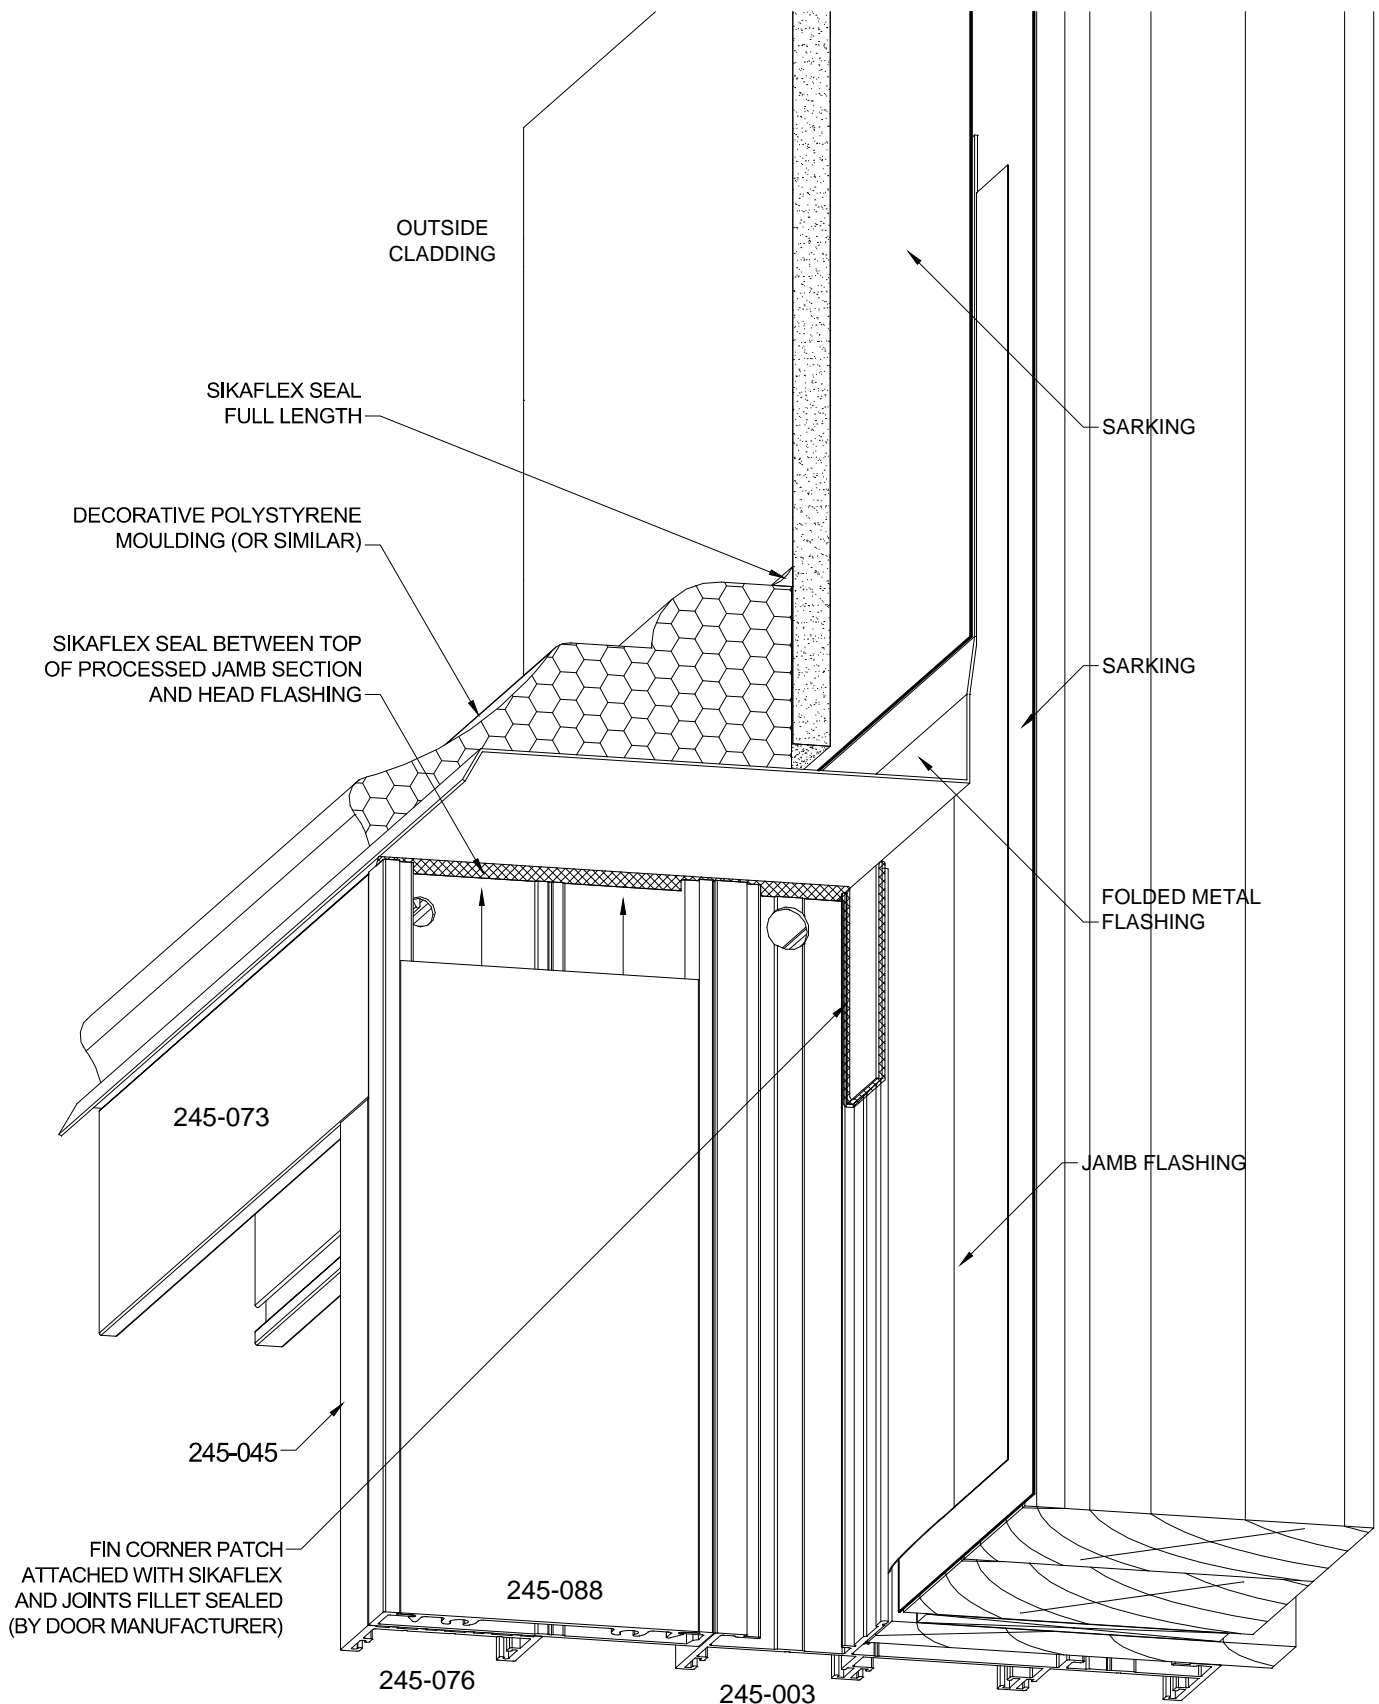 OUTSIDE
CLADDING
SIKAFLEX SEAL
FULL LENGTH
SARKING
DECORATIVE POLYSTYRENE
MOULDING (OR SIMILAR)
SIKAFLEX SEAL BETWEEN TOP
OF PROCESSED JAMB SECTION
AND HEAD FLASHING
SARKING
FOLDED METAL
FLASHING
245-073
JAMB FLASHING
245-045
FIN CORNER PATCH
ATTACHED WITH SIKAFLEX
AND JOINTS FILLET SEALED
(BY DOOR MANUFACTURER)
245-088
245-076
245-003